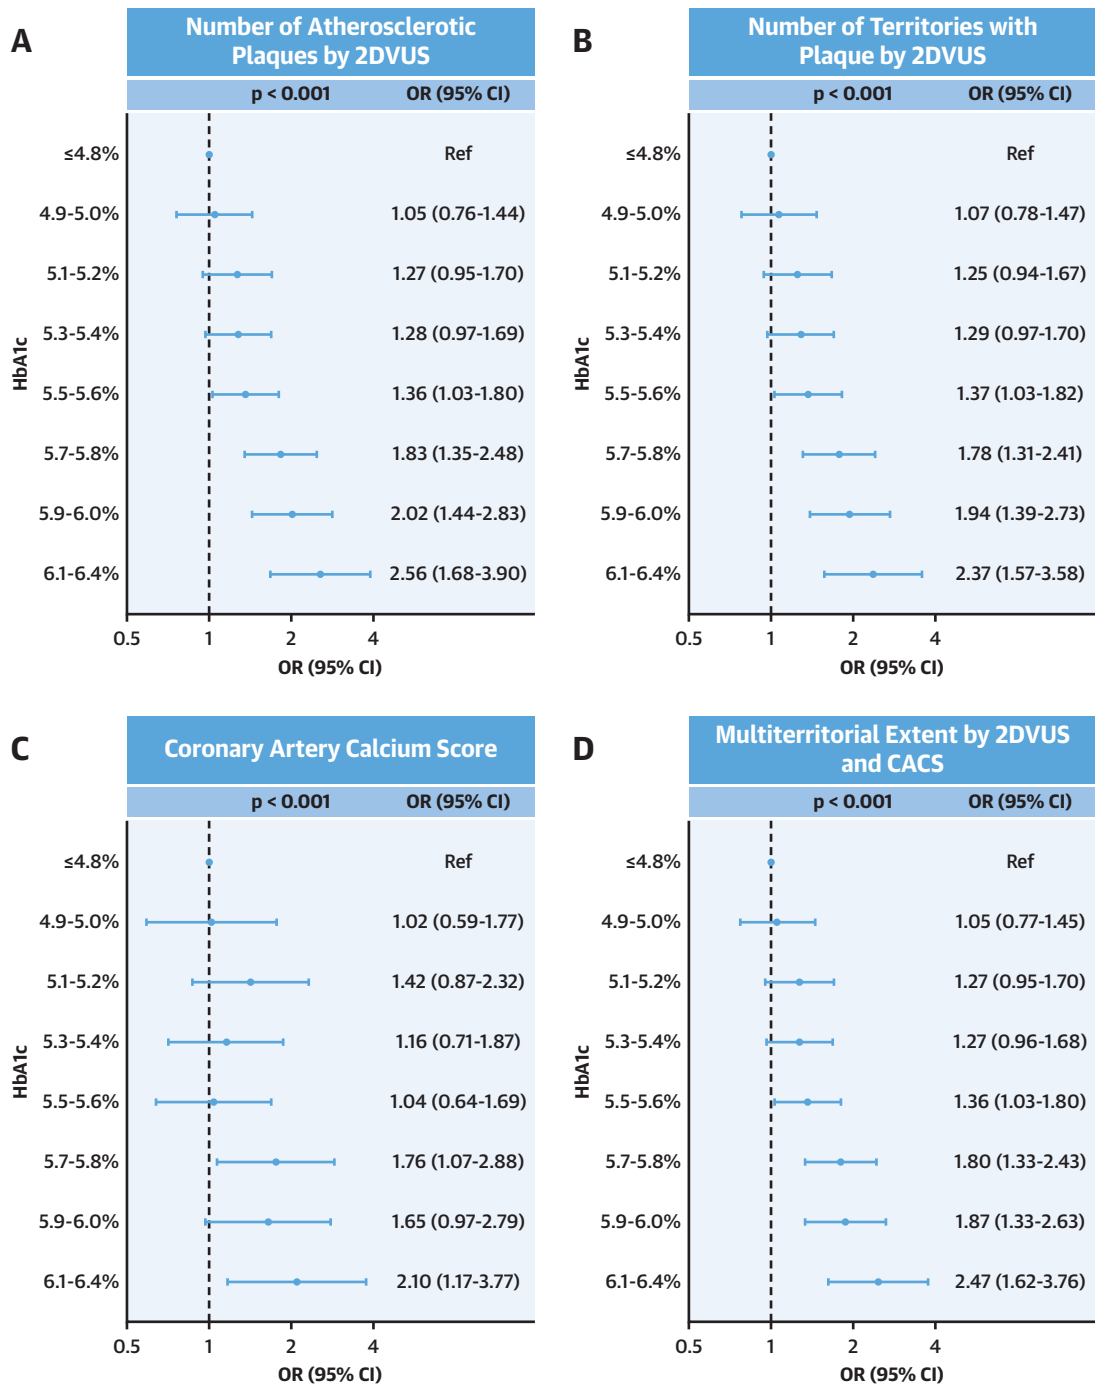 A
Number of Atherosclerotic
Plaques by 2DVUS
p < 0.001 OR (95% CI)
HbA1c
≤4.8% Ref
4.9-5.0% 1.05 (0.76-1.44)
5.1-5.2% 1.27 (0.95-1.70)
5.3-5.4% 1.28 (0.97-1.69)
5.5-5.6% 1.36 (1.03-1.80)
5.7-5.8% 1.83 (1.35-2.48)
5.9-6.0% 2.02 (1.44-2.83)
6.1-6.4% 2.56 (1.68-3.90)
0.5 1 2 4
OR (95% CI)
B
Number of Territories with
Plaque by 2DVUS
p < 0.001 OR (95% CI)
HbA1c
≤4.8% Ref
4.9-5.0% 1.07 (0.78-1.47)
5.1-5.2% 1.25 (0.94-1.67)
5.3-5.4% 1.29 (0.97-1.70)
5.5-5.6% 1.37 (1.03-1.82)
5.7-5.8% 1.78 (1.31-2.41)
5.9-6.0% 1.94 (1.39-2.73)
6.1-6.4% 2.37 (1.57-3.58)
0.5 1 2 4
OR (95% CI)
C
Coronary Artery Calcium Score
p < 0.001 OR (95% CI)
HbA1c
≤4.8% Ref
4.9-5.0% 1.02 (0.59-1.77)
5.1-5.2% 1.42 (0.87-2.32)
5.3-5.4% 1.16 (0.71-1.87)
5.5-5.6% 1.04 (0.64-1.69)
5.7-5.8% 1.76 (1.07-2.88)
5.9-6.0% 1.65 (0.97-2.79)
6.1-6.4% 2.10 (1.17-3.77)
0.5 1 2 4
OR (95% CI)
D
Multiterritorial Extent by 2DVUS
and CACS
p < 0.001 OR (95% CI)
HbA1c
≤4.8% Ref
4.9-5.0% 1.05 (0.77-1.45)
5.1-5.2% 1.27 (0.95-1.70)
5.3-5.4% 1.27 (0.96-1.68)
5.5-5.6% 1.36 (1.03-1.80)
5.7-5.8% 1.80 (1.33-2.43)
5.9-6.0% 1.87 (1.33-2.63)
6.1-6.4% 2.47 (1.62-3.76)
0.5 1 2 4
OR (95% CI)